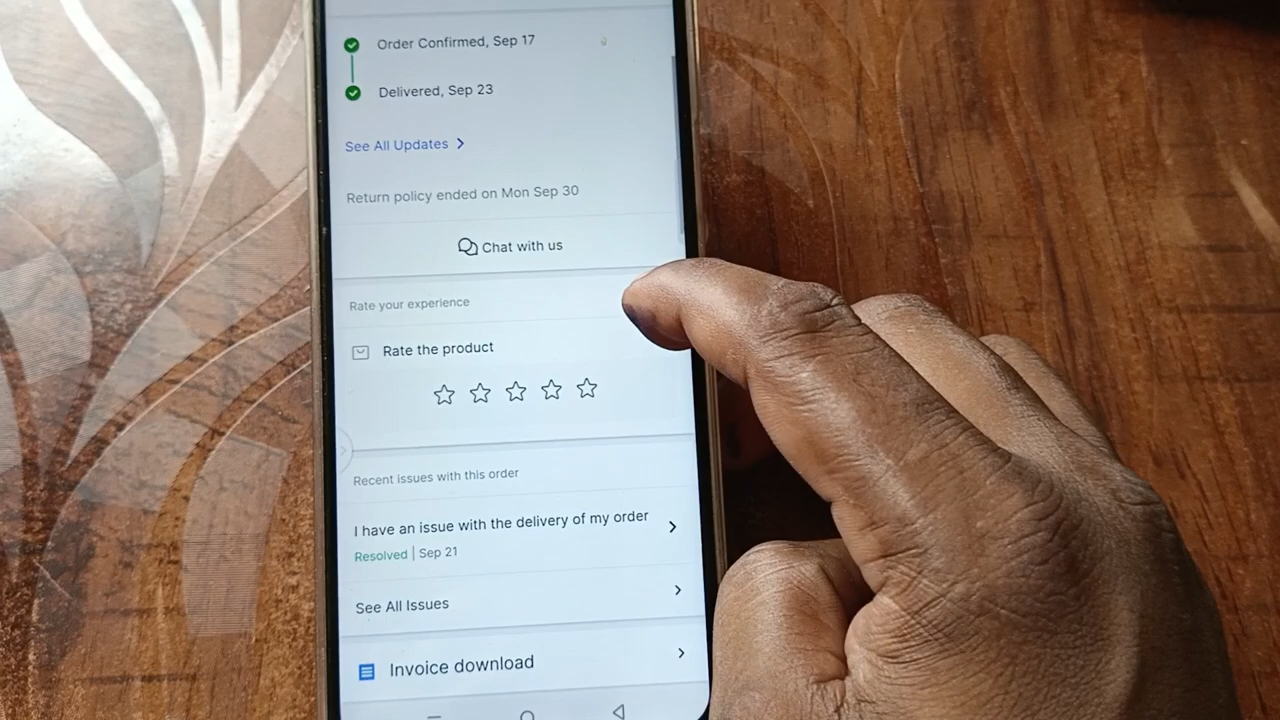 Order Confirmed, Sep 17
Delivered, Sep 23
See All Updates
Return policy ended on Mon Sep 30
Chat with us
Rate your experience
Rate the product
Recent issues with this order
I have an issue with the delivery of my order
Resolved | Sep 21
See All Issues
Invoice download